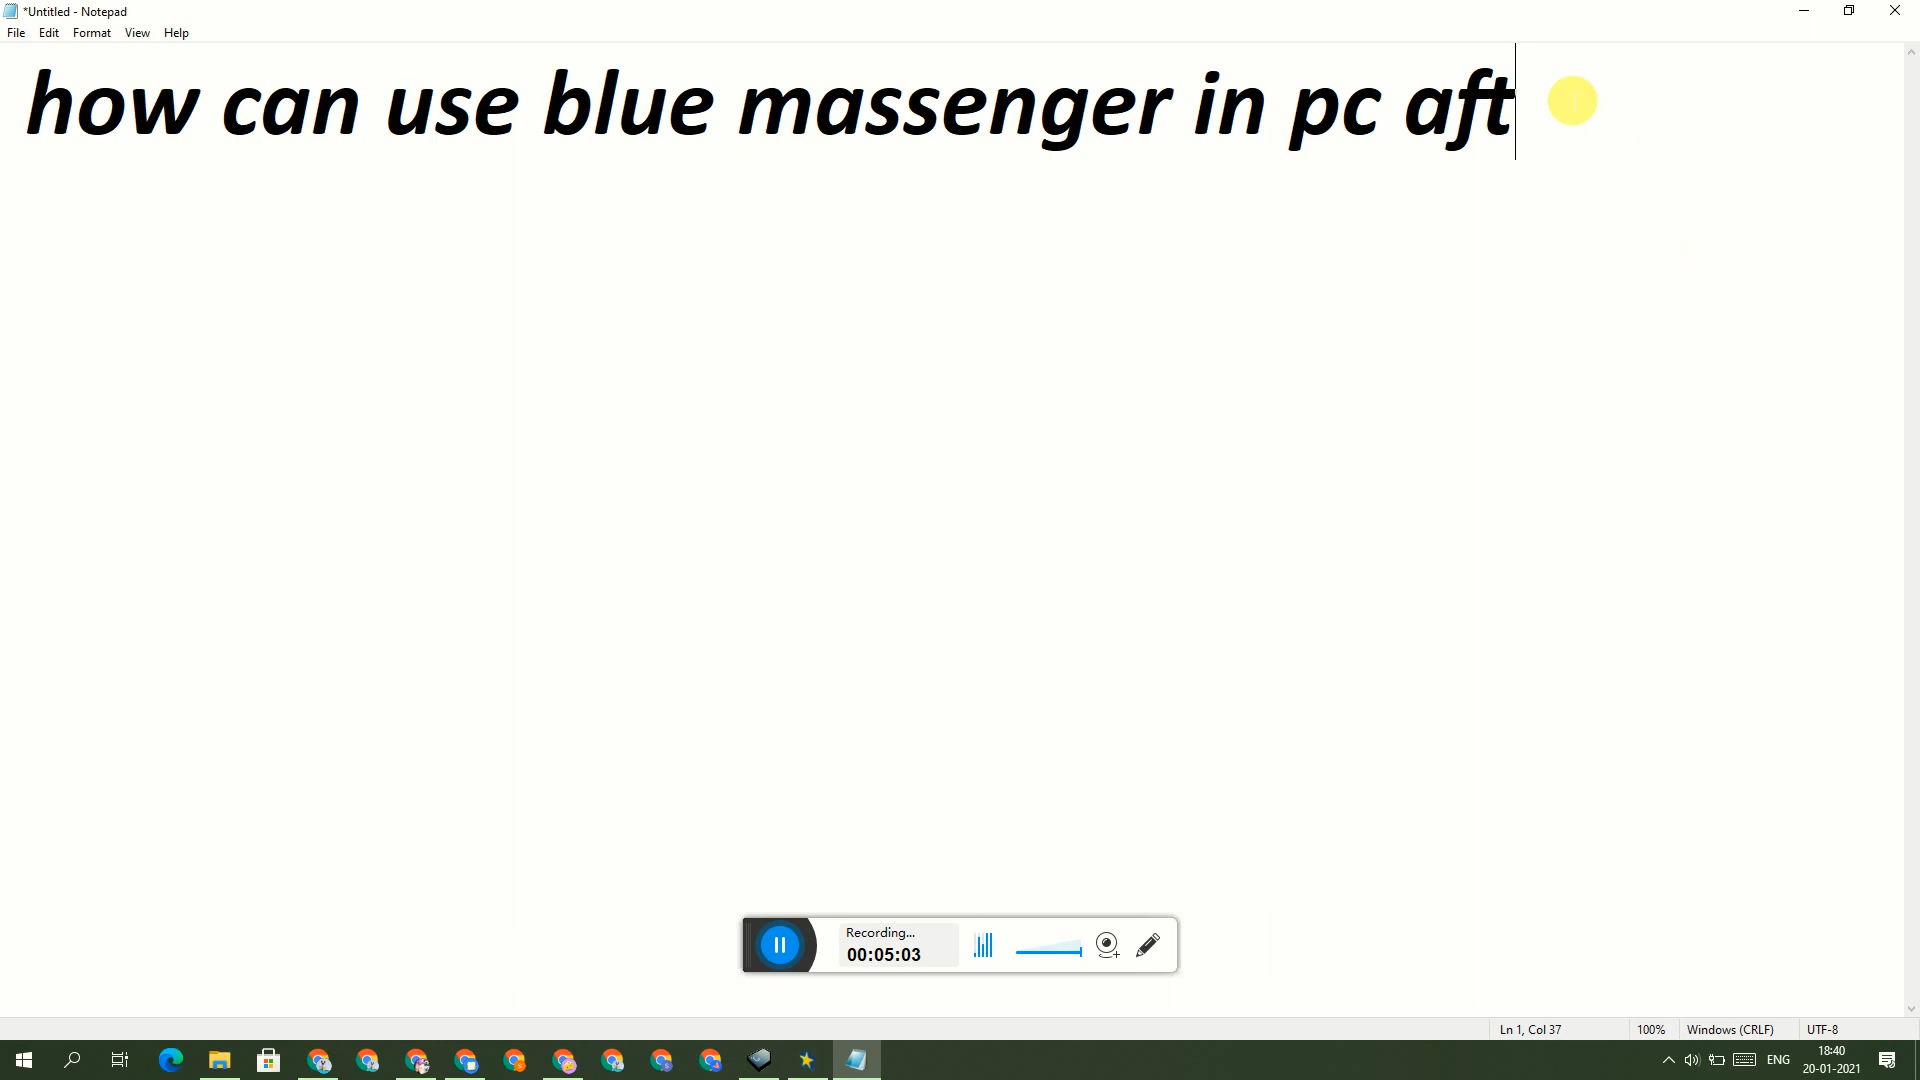 *Untitled - Notepad
File Edit Format View Help
how can use blue massenger in pc aft
Recording...
00:05:03
Ln 1, Col 37 100% Windows (CRLF) UTF-8
ENG 18:40
20-01-2021